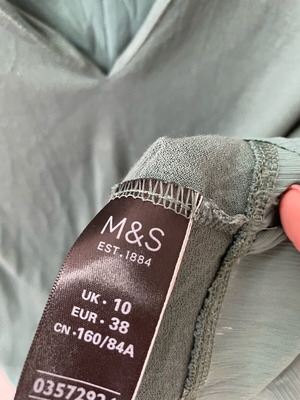 M&S
EST.1884
UK · 10
EUR · 38
CN ·160/84A